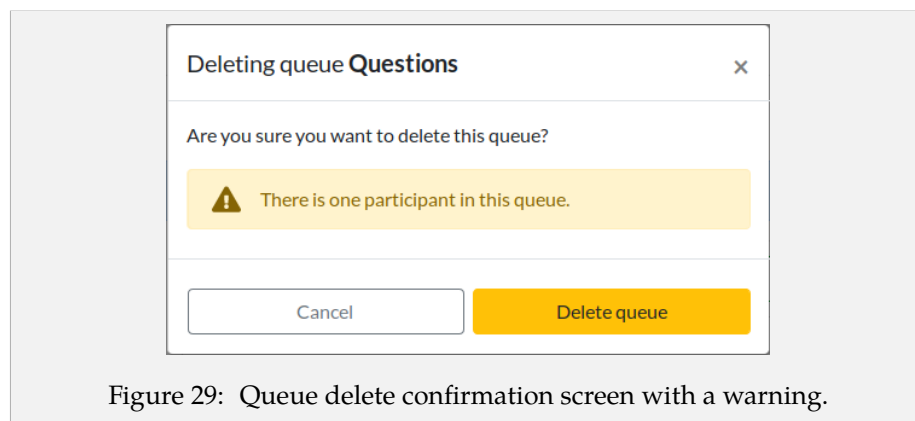 Deleting queue Questions ×
Are you sure you want to delete this queue?
There is one participant in this queue.
Cancel Delete queue
Figure 29: Queue delete confirmation screen with a warning.